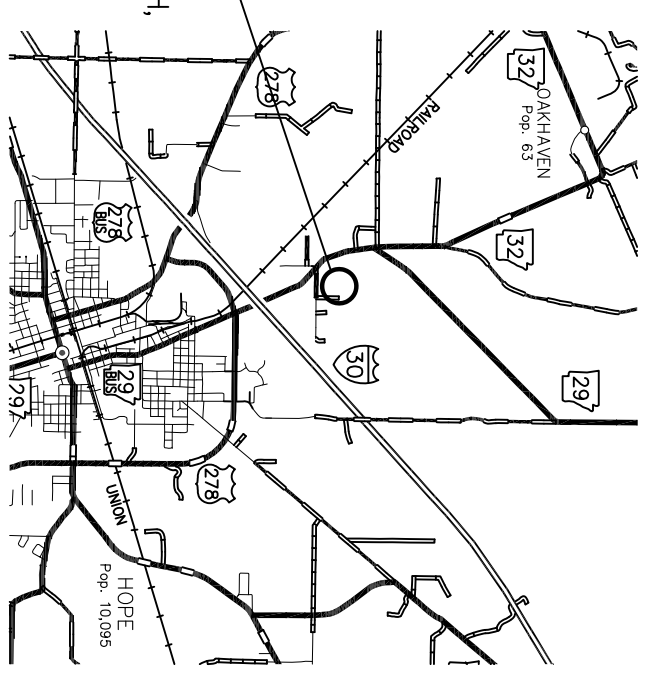 H,
278
32
OAKHAVEN
Pop. 63
RAILROAD
278
BUS
32
30
29
29
BUS
29
278
UNION
HOPE
Pop. 10,095